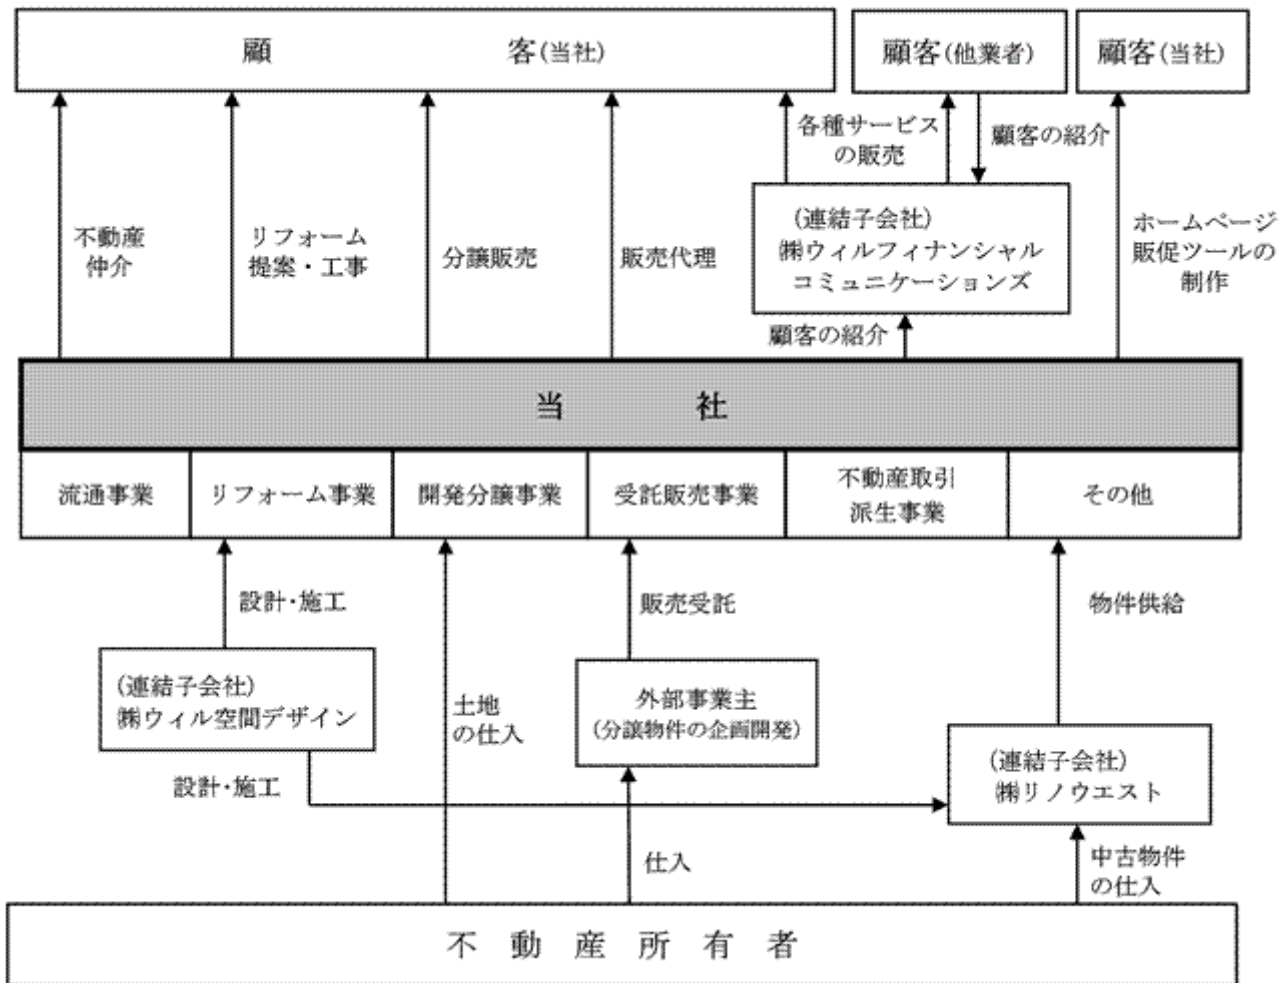 顧 客(当社)
顧客(他業者)
顧客(当社)
各種サービス
の販売
顧客の紹介
不動産
仲介
リフォーム
提案・工事
分譲販売
販売代理
(連結子会社)
㈱ウィルフィナンシャル
コミュニケーションズ
ホームページ
販促ツールの
制作
顧客の紹介
当 社
流通事業
リフォーム事業
開発分譲事業
受託販売事業
不動産取引
派生事業
その他
設計・施工
販売受託
物件供給
(連結子会社)
㈱ウィル空間デザイン
土地
の仕入
外部事業主
(分譲物件の企画開発)
(連結子会社)
㈱リノウエスト
設計・施工
仕入
中古物件
の仕入
不動産所有者